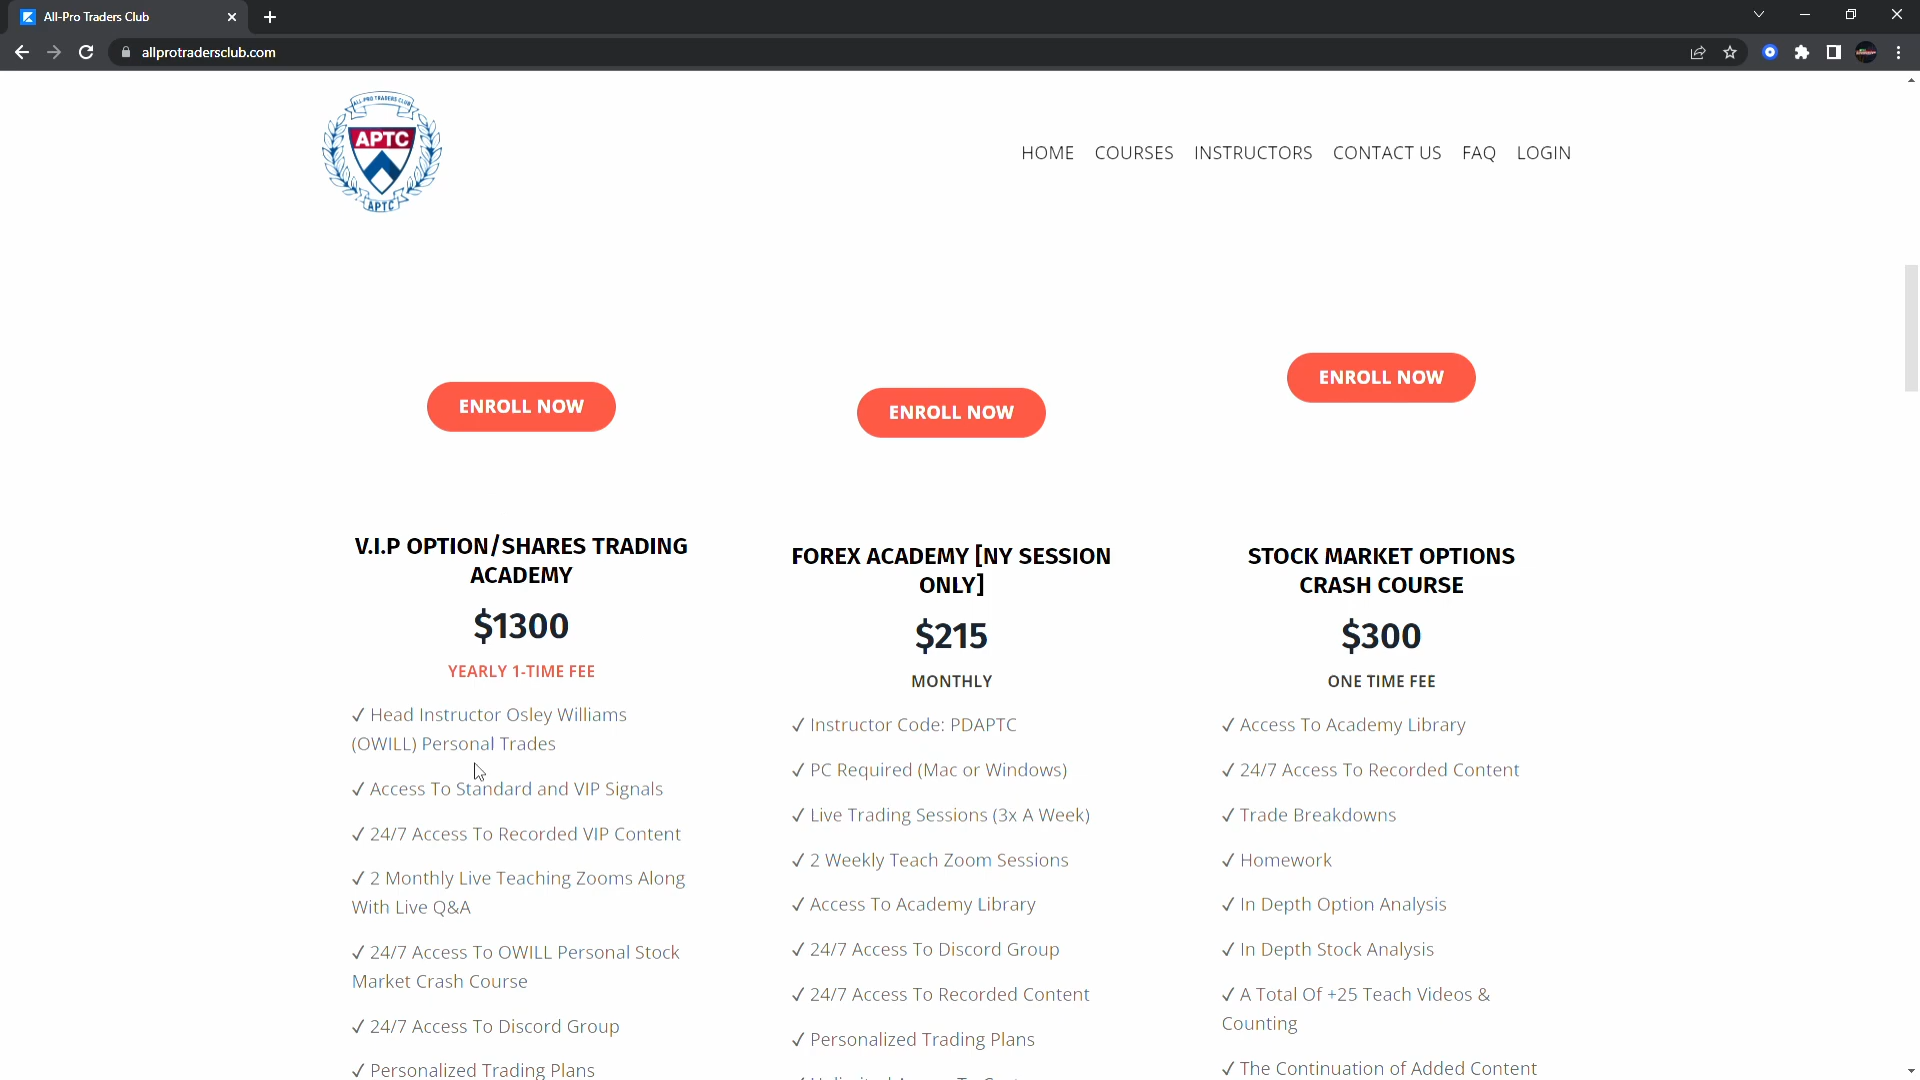 All-Pro Traders Club
allprotradersclub.com
ALL-PRO TRADERS CLUB
APTC
APTC
HOME COURSES INSTRUCTORS CONTACT US FAQ LOGIN
ENROLL NOW
ENROLL NOW
ENROLL NOW
V.I.P OPTION/SHARES TRADING
ACADEMY
$1300
YEARLY 1-TIME FEE
✓ Head Instructor Osley Williams
(OWILL) Personal Trades
✓ Access To Standard and VIP Signals
✓ 24/7 Access To Recorded VIP Content
✓ 2 Monthly Live Teaching Zooms Along
With Live Q&A
✓ 24/7 Access To OWILL Personal Stock
Market Crash Course
✓ 24/7 Access To Discord Group
✓ Personalized Trading Plans
FOREX ACADEMY [NY SESSION
ONLY]
$215
MONTHLY
✓ Instructor Code: PDAPTC
✓ PC Required (Mac or Windows)
✓ Live Trading Sessions (3x A Week)
✓ 2 Weekly Teach Zoom Sessions
✓ Access To Academy Library
✓ 24/7 Access To Discord Group
✓ 24/7 Access To Recorded Content
✓ Personalized Trading Plans
STOCK MARKET OPTIONS
CRASH COURSE
$300
ONE TIME FEE
✓ Access To Academy Library
✓ 24/7 Access To Recorded Content
✓ Trade Breakdowns
✓ Homework
✓ In Depth Option Analysis
✓ In Depth Stock Analysis
✓ A Total Of +25 Teach Videos &
Counting
✓ The Continuation of Added Content